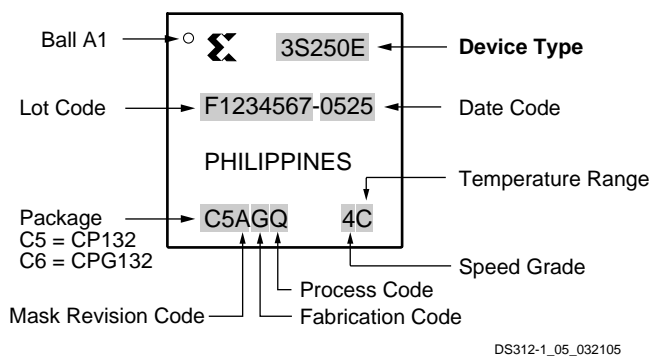 Ball A1
3S250E
Device Type
Lot Code
F1234567-0525
Date Code
PHILIPPINES
Temperature Range
Package
C5 = CP132
C6 = CPG132
C5AGQ
4C
Speed Grade
Process Code
Mask Revision Code
Fabrication Code
DS312-1_05_032105